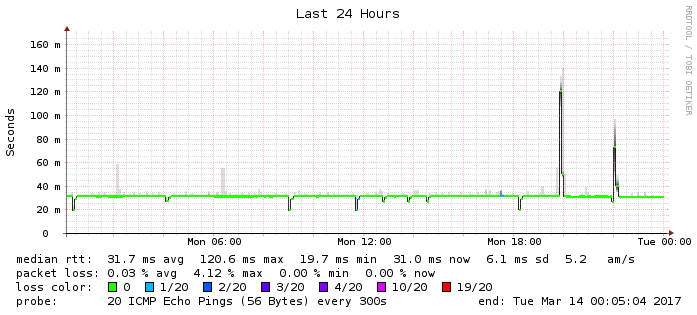 Last 24 Hours
RRDTOOL / TOBI OETIKER
Seconds
160 m
140 m
120 m
100 m
80 m
60 m
40 m
20 m
0
Mon 06:00 Mon 12:00 Mon 18:00 Tue 00:00
median rtt: 31.7 ms avg 120.6 ms max 19.7 ms min 31.0 ms now 6.1 ms sd 5.2 am/s
packet loss: 0.03 % avg 4.12 % max 0.00 % min 0.00 % now
loss color: 0 1/20 2/20 3/20 4/20 10/20 19/20
probe: 20 ICMP Echo Pings (56 Bytes) every 300s end: Tue Mar 14 00:05:04 2017